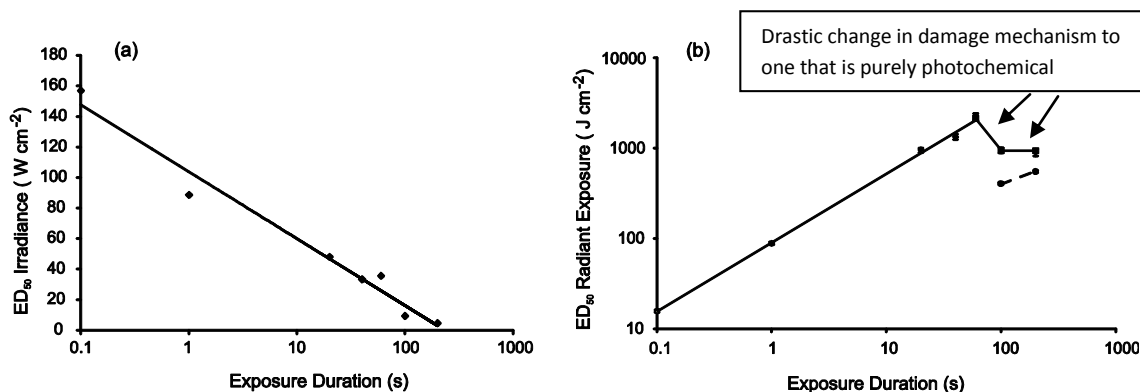 (a)
180
160
140
120
100
80
60
40
20
0
0.1 1 10 100 1000
ED50 Irradiance ( W cm-2)
Exposure Duration (s)
(b)
Drastic change in damage mechanism to
one that is purely photochemical
10000
1000
100
10
0.1 1 10 100 1000
ED50 Radiant Exposure ( J cm-2)
Exposure Duration (s)